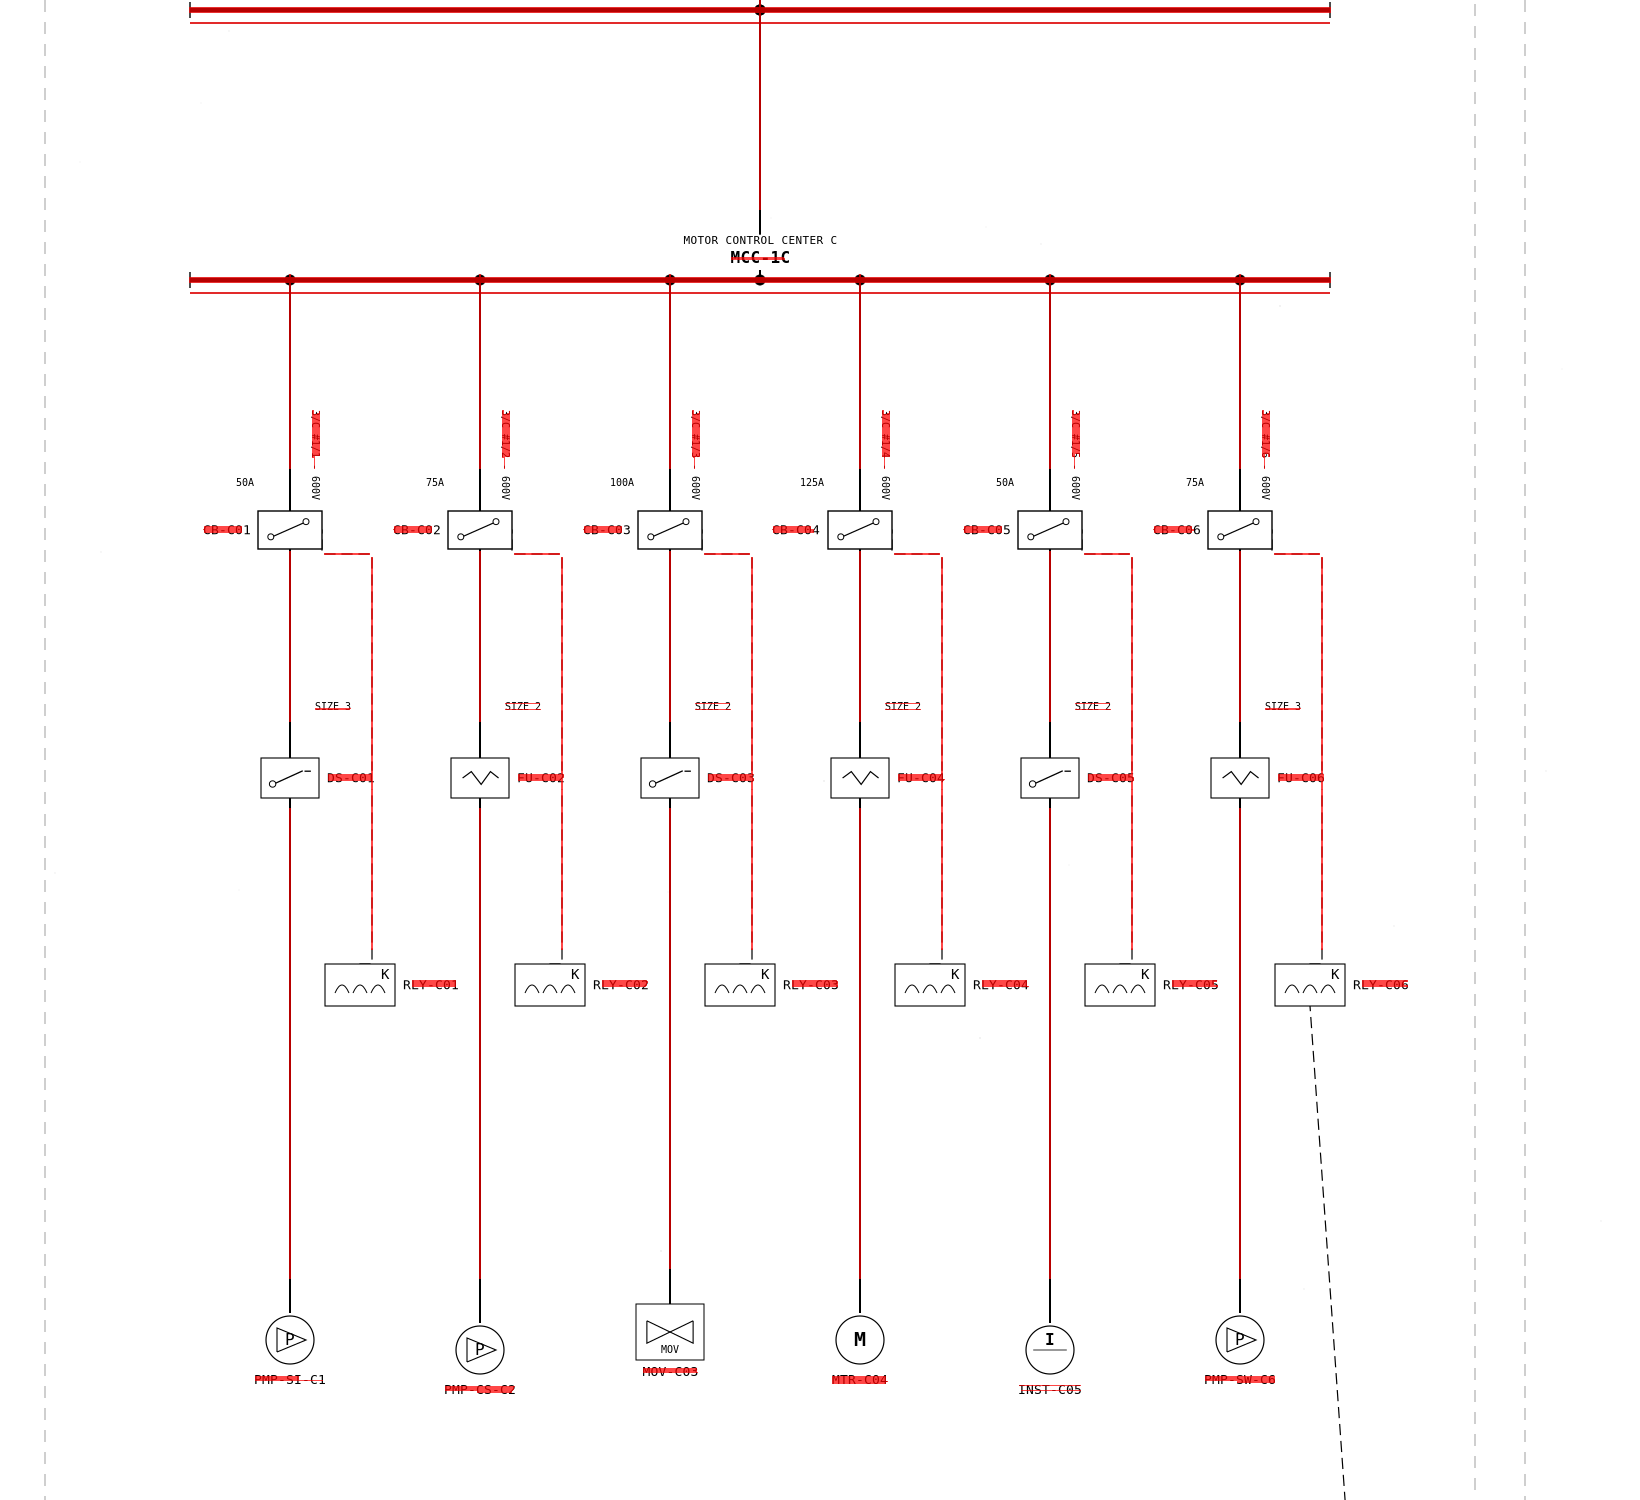 MOTOR CONTROL CENTER C
MCC-1C
3/C #1/1 600V
3/C #1/2 600V
3/C #1/3 600V
3/C #1/4 600V
3/C #1/5 600V
3/C #1/6 600V
50A
75A
100A
125A
50A
75A
CB-C01
CB-C02
CB-C03
CB-C04
CB-C05
CB-C06
SIZE 3
SIZE 2
SIZE 2
SIZE 2
SIZE 2
SIZE 3
DS-C01
FU-C02
DS-C03
FU-C04
DS-C05
FU-C06
K
K
K
K
K
K
RLY-C01
RLY-C02
RLY-C03
RLY-C04
RLY-C05
RLY-C06
P
P
MOV
M
I
P
PMP-SI-C1
PMP-CS-C2
MOV-C03
MTR-C04
INST-C05
PMP-SW-C6